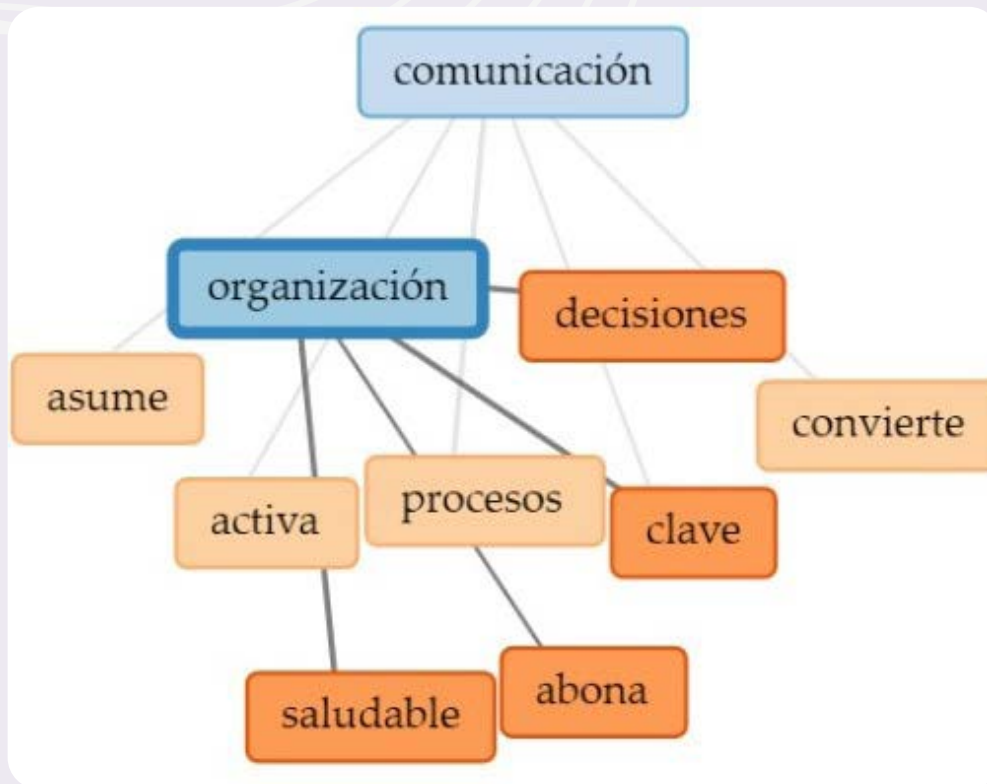 comunicación
organización
decisiones
asume
convierte
activa
procesos
clave
saludable
abona